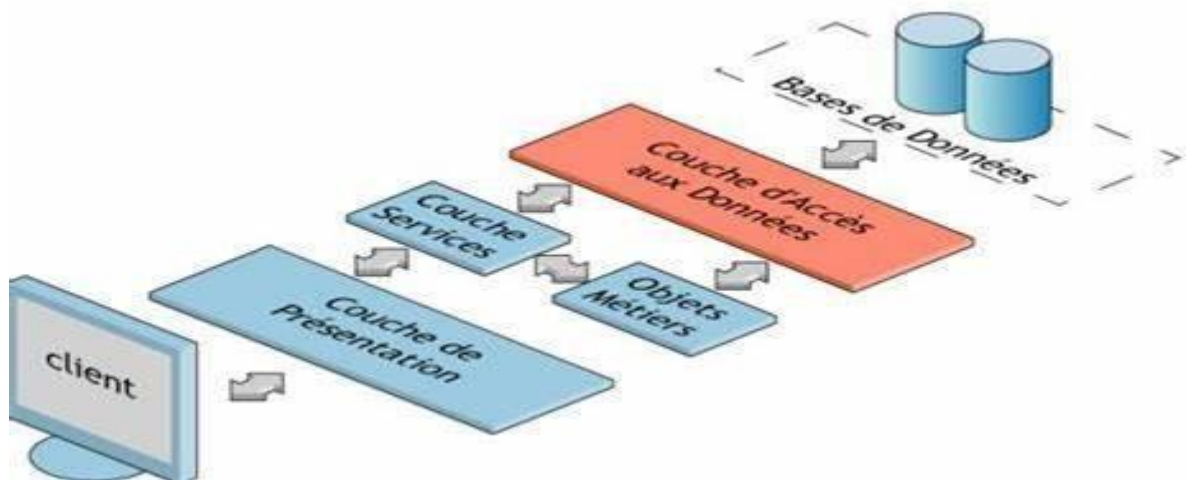 Bases de Données
Couche d'Accès
aux Données
Couche
Services
Objets
Métiers
Couche de
Présentation
client